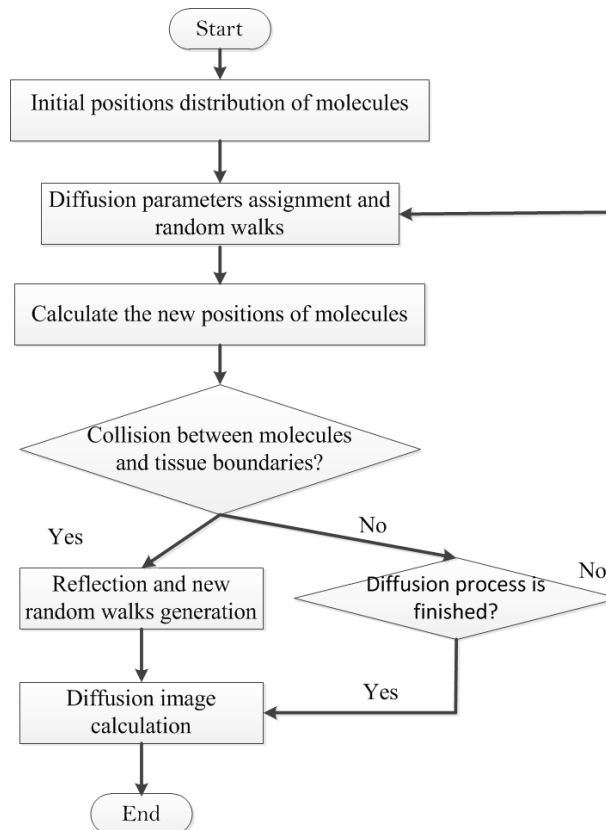 Start
Initial positions distribution of molecules
Diffusion parameters assignment and
random walks
Calculate the new positions of molecules
Collision between molecules
and tissue boundaries?
Yes
No
Reflection and new
random walks generation
Diffusion process is
finished?
No
Diffusion image
calculation
Yes
End